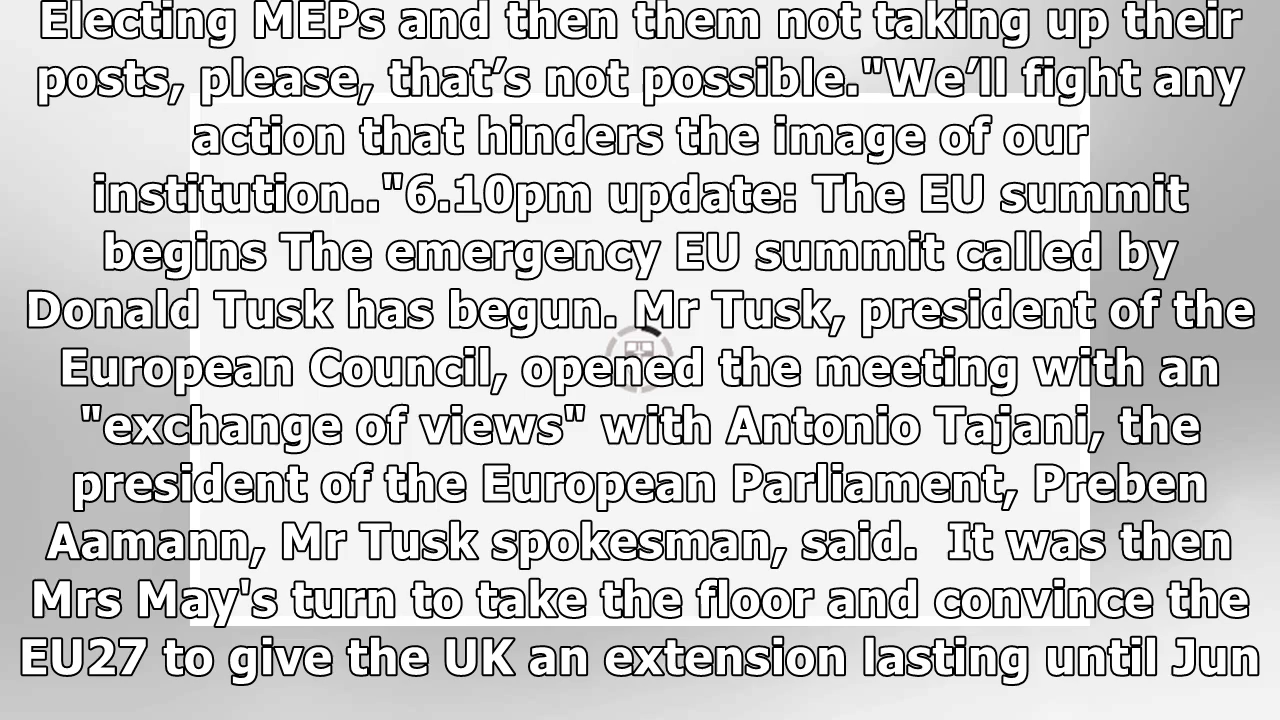 Electing MEPs and then them not taking up their
posts, please, that’s not possible."We’ll fight any
action that hinders the image of our
institution.."6.10pm update: The EU summit
begins The emergency EU summit called by
Donald Tusk has begun. Mr Tusk, president of the
European Council, opened the meeting with an
"exchange of views" with Antonio Tajani, the
president of the European Parliament, Preben
Aamann, Mr Tusk spokesman, said.  It was then
Mrs May's turn to take the floor and convince the
EU27 to give the UK an extension lasting until Jun